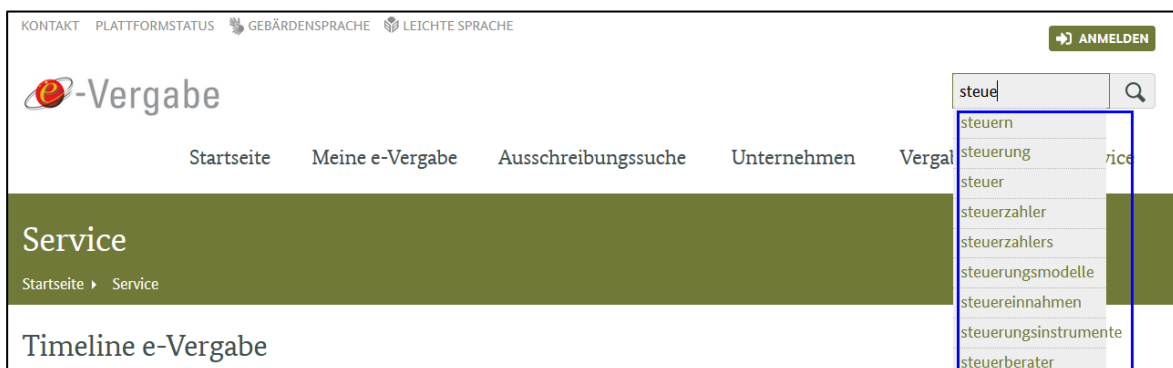 KONTAKT PLATTFORMSTATUS GEBÄRDENSPRACHE LEICHTE SPRACHE
ANMELDEN
e-Vergabe
steue
Startseite Meine e-Vergabe Ausschreibungssuche Unternehmen
steuern
steuerung
steuer
steuerzahler
steuerzahlers
steuerungsmodelle
steuereinnahmen
steuerungsinstrumente
steuerberater
Service
Startseite Service
Timeline e-Vergabe